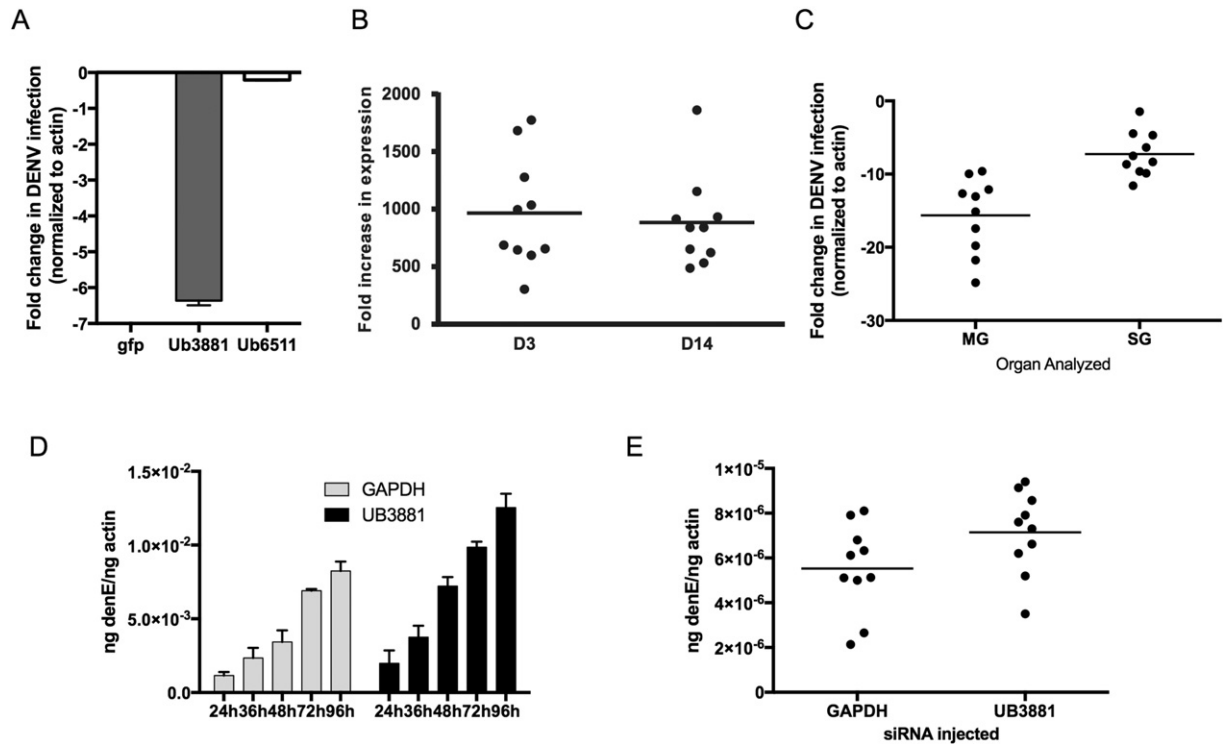 A
Fold change in DENV infection
(normalized to actin)
0
-1
-2
-3
-4
-5
-6
-7
gfp Ub3881 Ub6511
B
Fold increase in expression
2000
1500
1000
500
0
D3 D14
C
Fold change in DENV infection
(normalized to actin)
0
-10
-20
-30
MG SG
Organ Analyzed
D
ng denE/ng actin
1.5×10-2
1.0×10-2
5.0×10-3
0.0
GAPDH
UB3881
24h36h48h72h96h 24h36h48h72h96h
E
ng denE/ng actin
1×10-5
8×10-6
6×10-6
4×10-6
2×10-6
0
GAPDH UB3881
siRNA injected